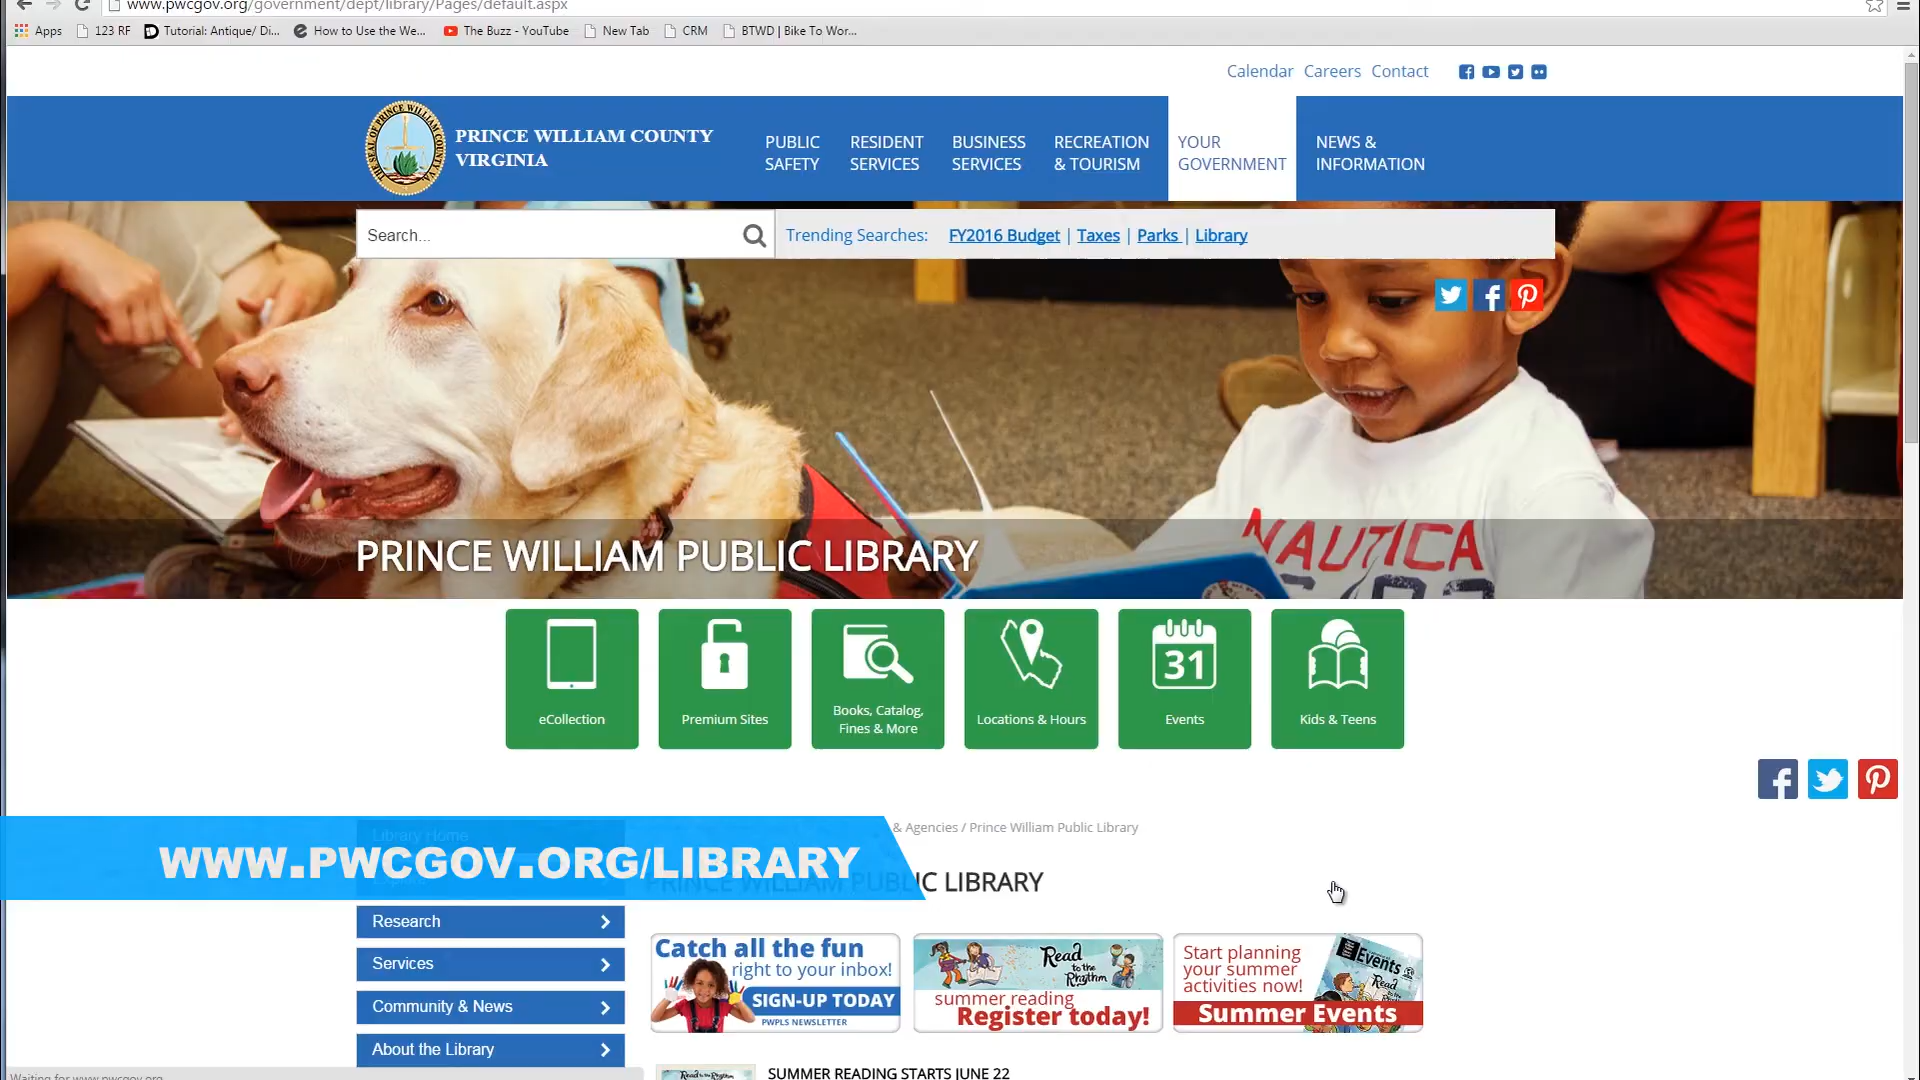 www.pwcgov.org/government/dept/library/Pages/default.aspx
Apps 123 RF Tutorial: Antique/ Di... How to Use the We... The Buzz - YouTube New Tab CRM BTWD | Bike To Wor...
Calendar Careers Contact
PRINCE WILLIAM COUNTY
VIRGINIA
PUBLIC
SAFETY
RESIDENT
SERVICES
BUSINESS
SERVICES
RECREATION
& TOURISM
YOUR
GOVERNMENT
NEWS &
INFORMATION
Search...
Trending Searches: FY2016 Budget | Taxes | Parks | Library
NAUTICA
PRINCE WILLIAM PUBLIC LIBRARY
eCollection
Premium Sites
Books, Catalog,
Fines & More
Locations & Hours
31
Events
Kids & Teens
Library Home
& Agencies / Prince William Public Library
WWW.PWCGOV.ORG/LIBRARY
PRINCE WILLIAM PUBLIC LIBRARY
Research
Services
Community & News
About the Library
Catch all the fun
right to your inbox!
SIGN-UP TODAY
PWPLS NEWSLETTER
Read
to the
Rhythm
summer reading
Register today!
Start planning
your summer
activities now!
Events
Read
Summer Events
Read to the Rhythm
SUMMER READING STARTS JUNE 22
Waiting for www.pwcgov.org